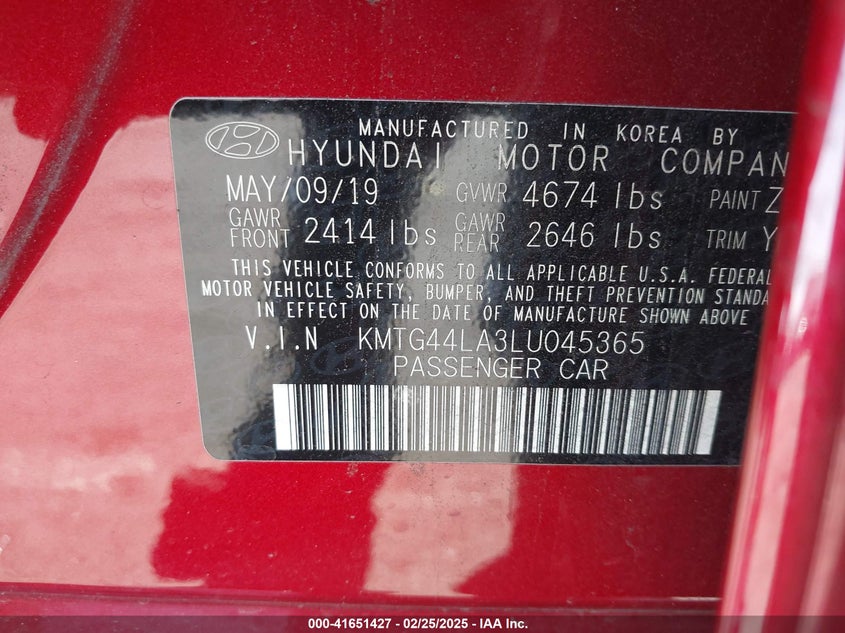 MANUFACTURED IN KOREA BY
HYUNDAI MOTOR COMPAN
MAY/09/19 GVWR 4674 lbs PAINT Z
GAWR FRONT 2414 lbs GAWR REAR 2646 lbs TRIM Y
THIS VEHICLE CONFORMS TO ALL APPLICABLE U.S.A. FEDERAL
MOTOR VEHICLE SAFETY, BUMPER, AND THEFT PREVENTION STANDA
IN EFFECT ON THE DATE OF MANUFACTURE SHOWN ABOVE
V.I.N KMTG44LA3LU045365
PASSENGER CAR
000-41651427 - 02/25/2025 - IAA Inc.